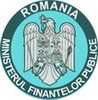 ROMANIA
MINISTERUL FINANTELOR PUBLICE